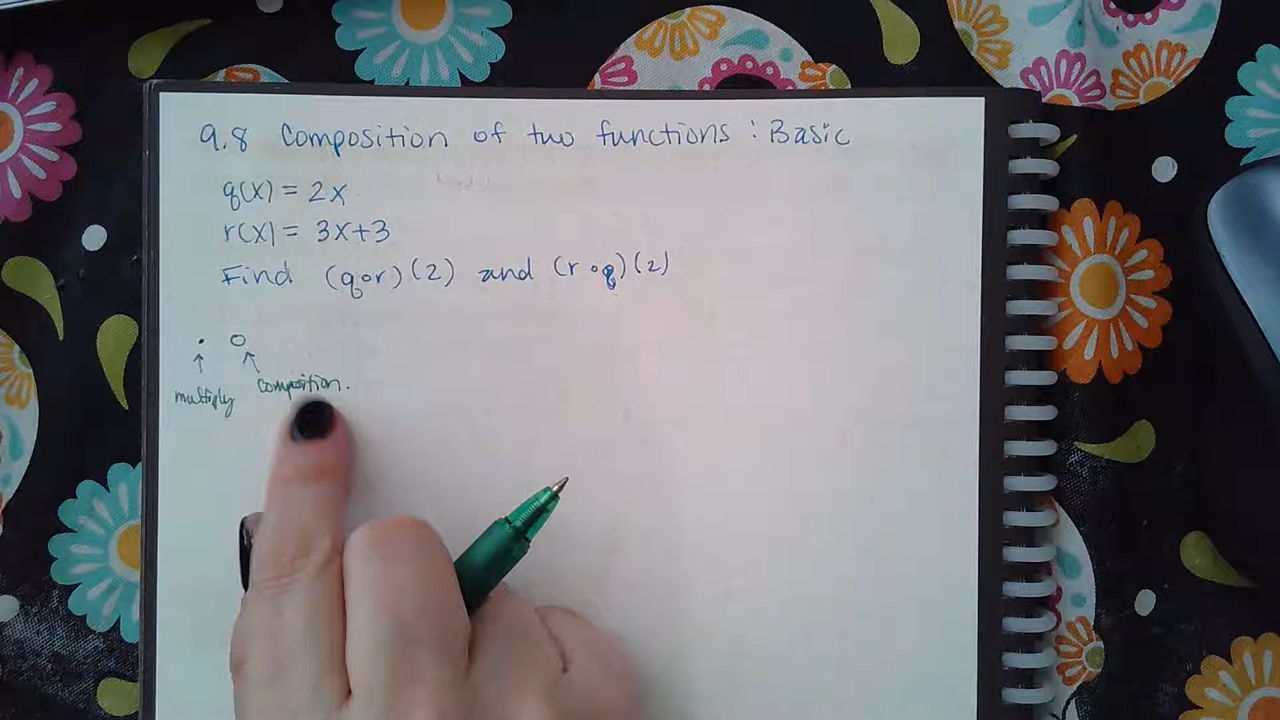 9.8 Composition of two functions : Basic
q(x) = 2x
r(x) = 3x+3
Find (q∘r)(2) and (r∘q)(2)
· ○
↑ ↑
multiply composition.